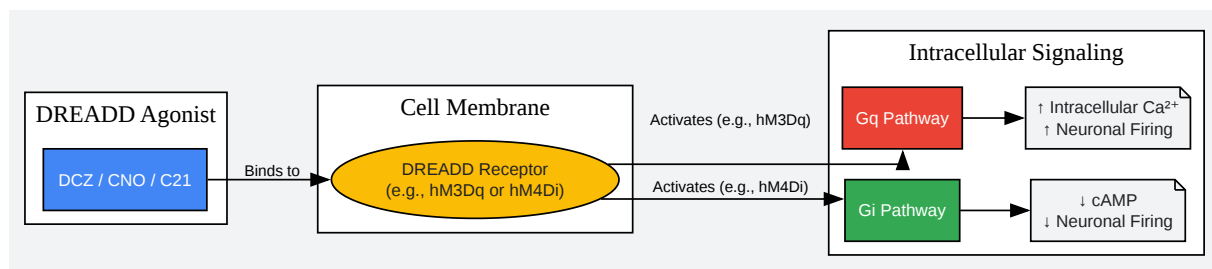 DREADD Agonist
DCZ / CNO / C21
Binds to
Cell Membrane
DREADD Receptor
(e.g., hM3Dq or hM4Di)
Activates (e.g., hM3Dq)
Activates (e.g., hM4Di)
Intracellular Signaling
Gq Pathway
↑ Intracellular Ca²⁺
↑ Neuronal Firing
Gi Pathway
↓ cAMP
↓ Neuronal Firing